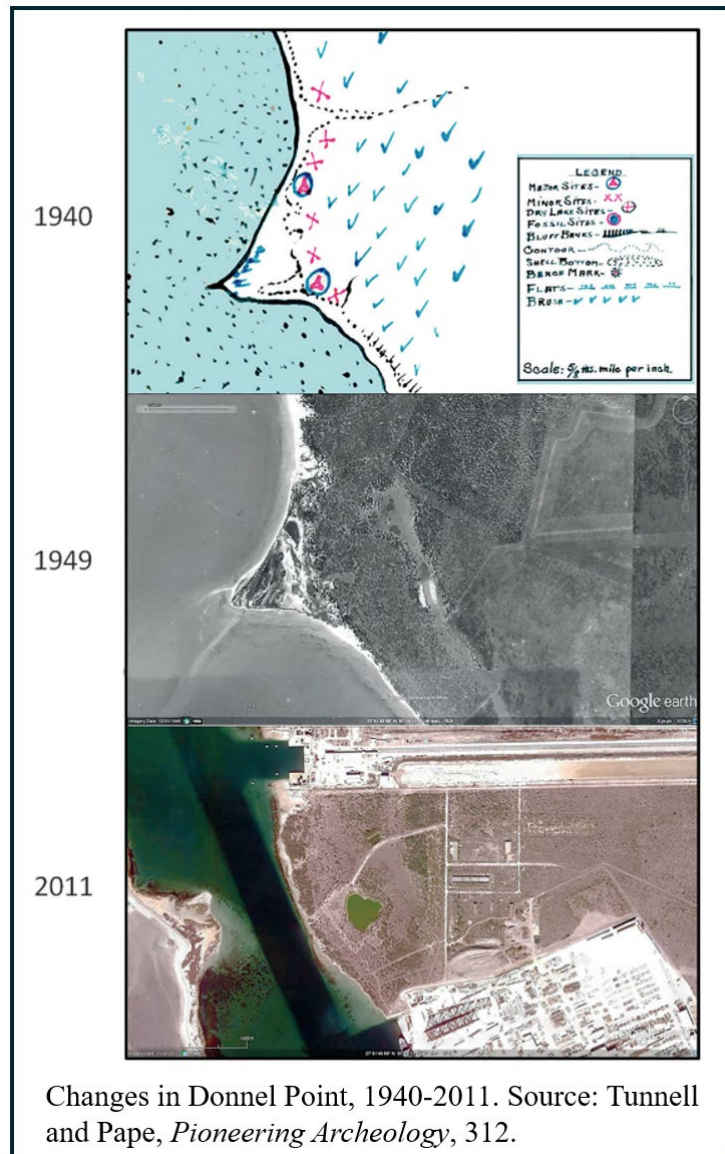 1940
LEGEND
MAJOR SITES-
MINOR SITES- XX
DRY LAKE SITES-
FOSSIL SITES-
BLUFF BANKS-
CONTOUR-
SHELL BOTTOM-
BENCH MARK-
FLATS-
BRUSH-
Scale: 5/8 ths. mile per inch.
1949
Google earth
2011
Changes in Donnel Point, 1940-2011. Source: Tunnell
and Pape, Pioneering Archeology, 312.